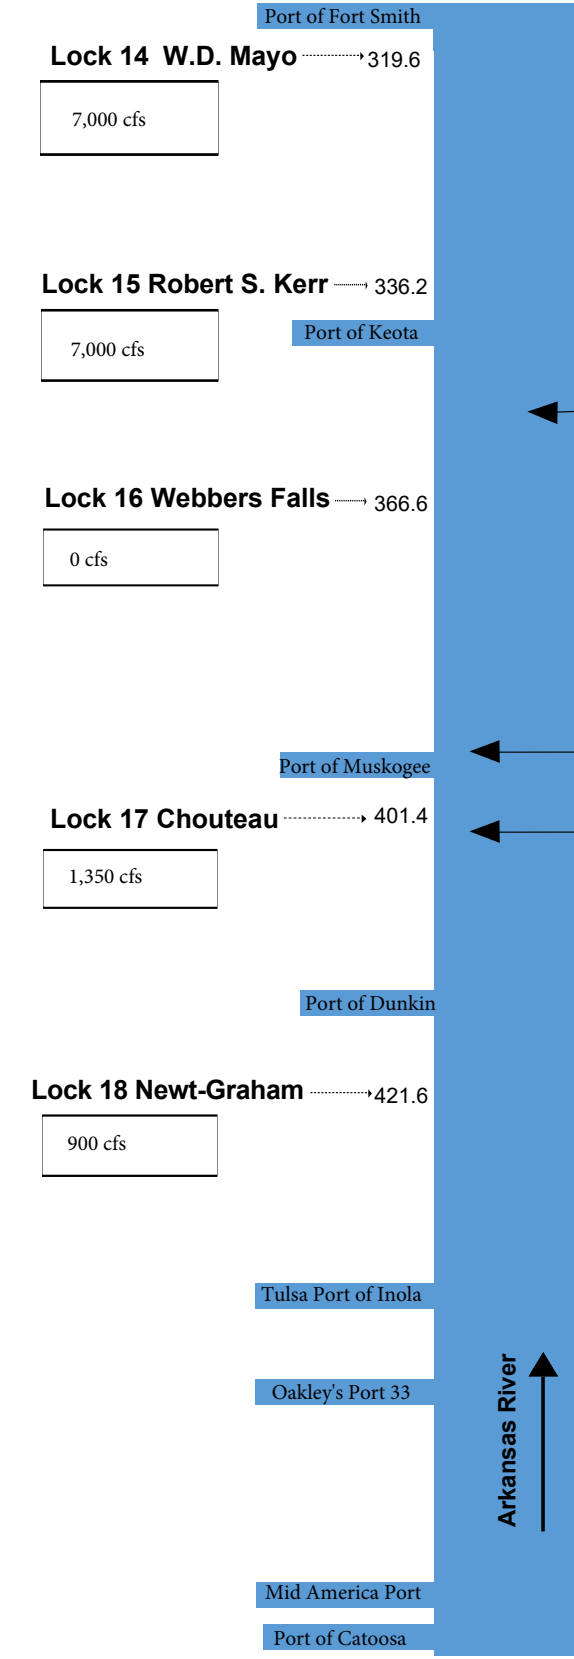 Port of Fort Smith
Lock 14 W.D. Mayo 319.6
7,000 cfs
Lock 15 Robert S. Kerr 336.2
Port of Keota
7,000 cfs
Lock 16 Webbers Falls 366.6
0 cfs
Port of Muskogee
Lock 17 Chouteau 401.4
1,350 cfs
Port of Dunkin
Lock 18 Newt-Graham 421.6
900 cfs
Tulsa Port of Inola
Oakley's Port 33
Arkansas River
Mid America Port
Port of Catoosa